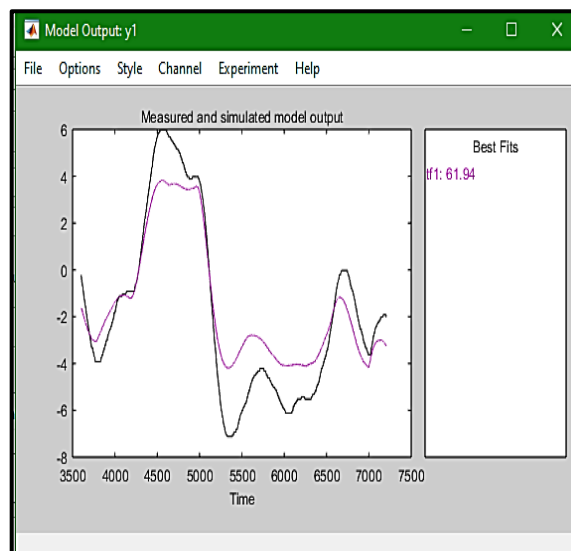 Model Output: y1
File Options Style Channel Experiment Help
Measured and simulated model output
Best Fits
tf1: 61.94
6
4
2
0
-2
-4
-6
-8
3500 4000 4500 5000 5500 6000 6500 7000 7500
Time